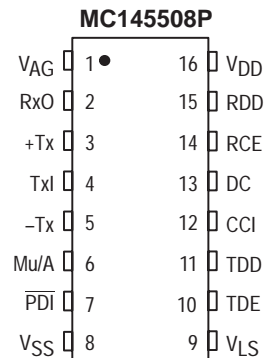 MC145508P
VAG 1 16 VDD
RxO 2 15 RDD
+Tx 3 14 RCE
TxI 4 13 DC
–Tx 5 12 CCI
Mu/A 6 11 TDD
PDI 7 10 TDE
VSS 8 9 VLS